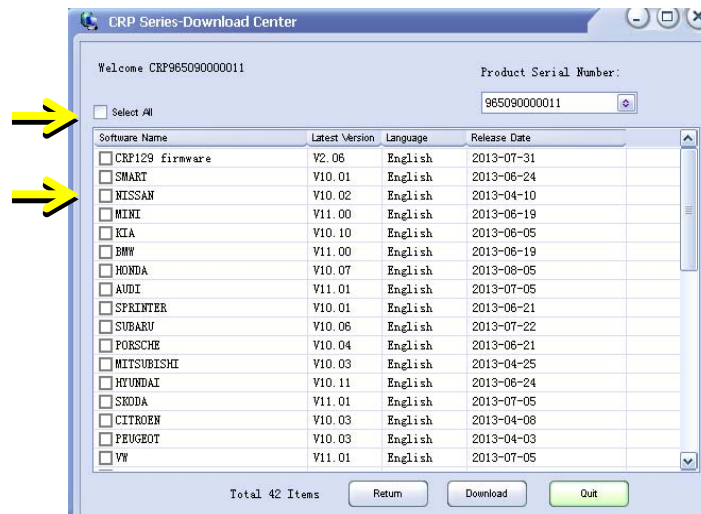 CRP Series-Download Center
Welcome CRP965090000011
Product Serial Number:
Select All
965090000011
Software Name Latest Version Language Release Date
CRP129 firmware V2.06 English 2013-07-31
SMART V10.01 English 2013-06-24
NISSAN V10.02 English 2013-04-10
MINI V11.00 English 2013-06-19
KIA V10.10 English 2013-06-05
BMW V11.00 English 2013-06-19
HONDA V10.07 English 2013-08-05
AUDI V11.01 English 2013-07-05
SPRINTER V10.01 English 2013-06-21
SUBARU V10.06 English 2013-07-22
PORSCHE V10.04 English 2013-06-21
MITSUBISHI V10.03 English 2013-04-25
HYUNDAI V10.11 English 2013-06-24
SKODA V11.01 English 2013-07-05
CITROEN V10.03 English 2013-04-08
PEUGEOT V10.03 English 2013-04-03
VW V11.01 English 2013-07-05
Total 42 Items Return Download Quit